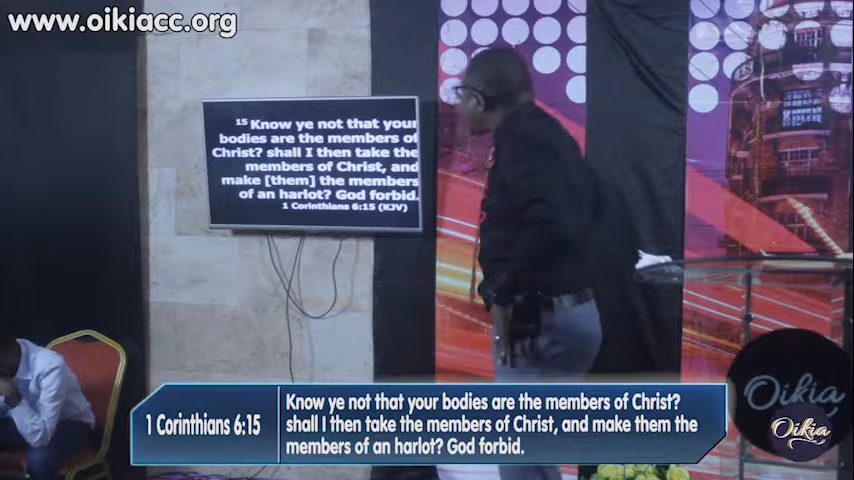 www.oikiacc.org
15 Know ye not that your
bodies are the members of
Christ? shall I then take the
members of Christ, and
make [them] the members
of an harlot? God forbid.
1 Corinthians 6:15 (KJV)
1 Corinthians 6:15
Know ye not that your bodies are the members of Christ?
shall I then take the members of Christ, and make them the
members of an harlot? God forbid.
Oikia
Oikia